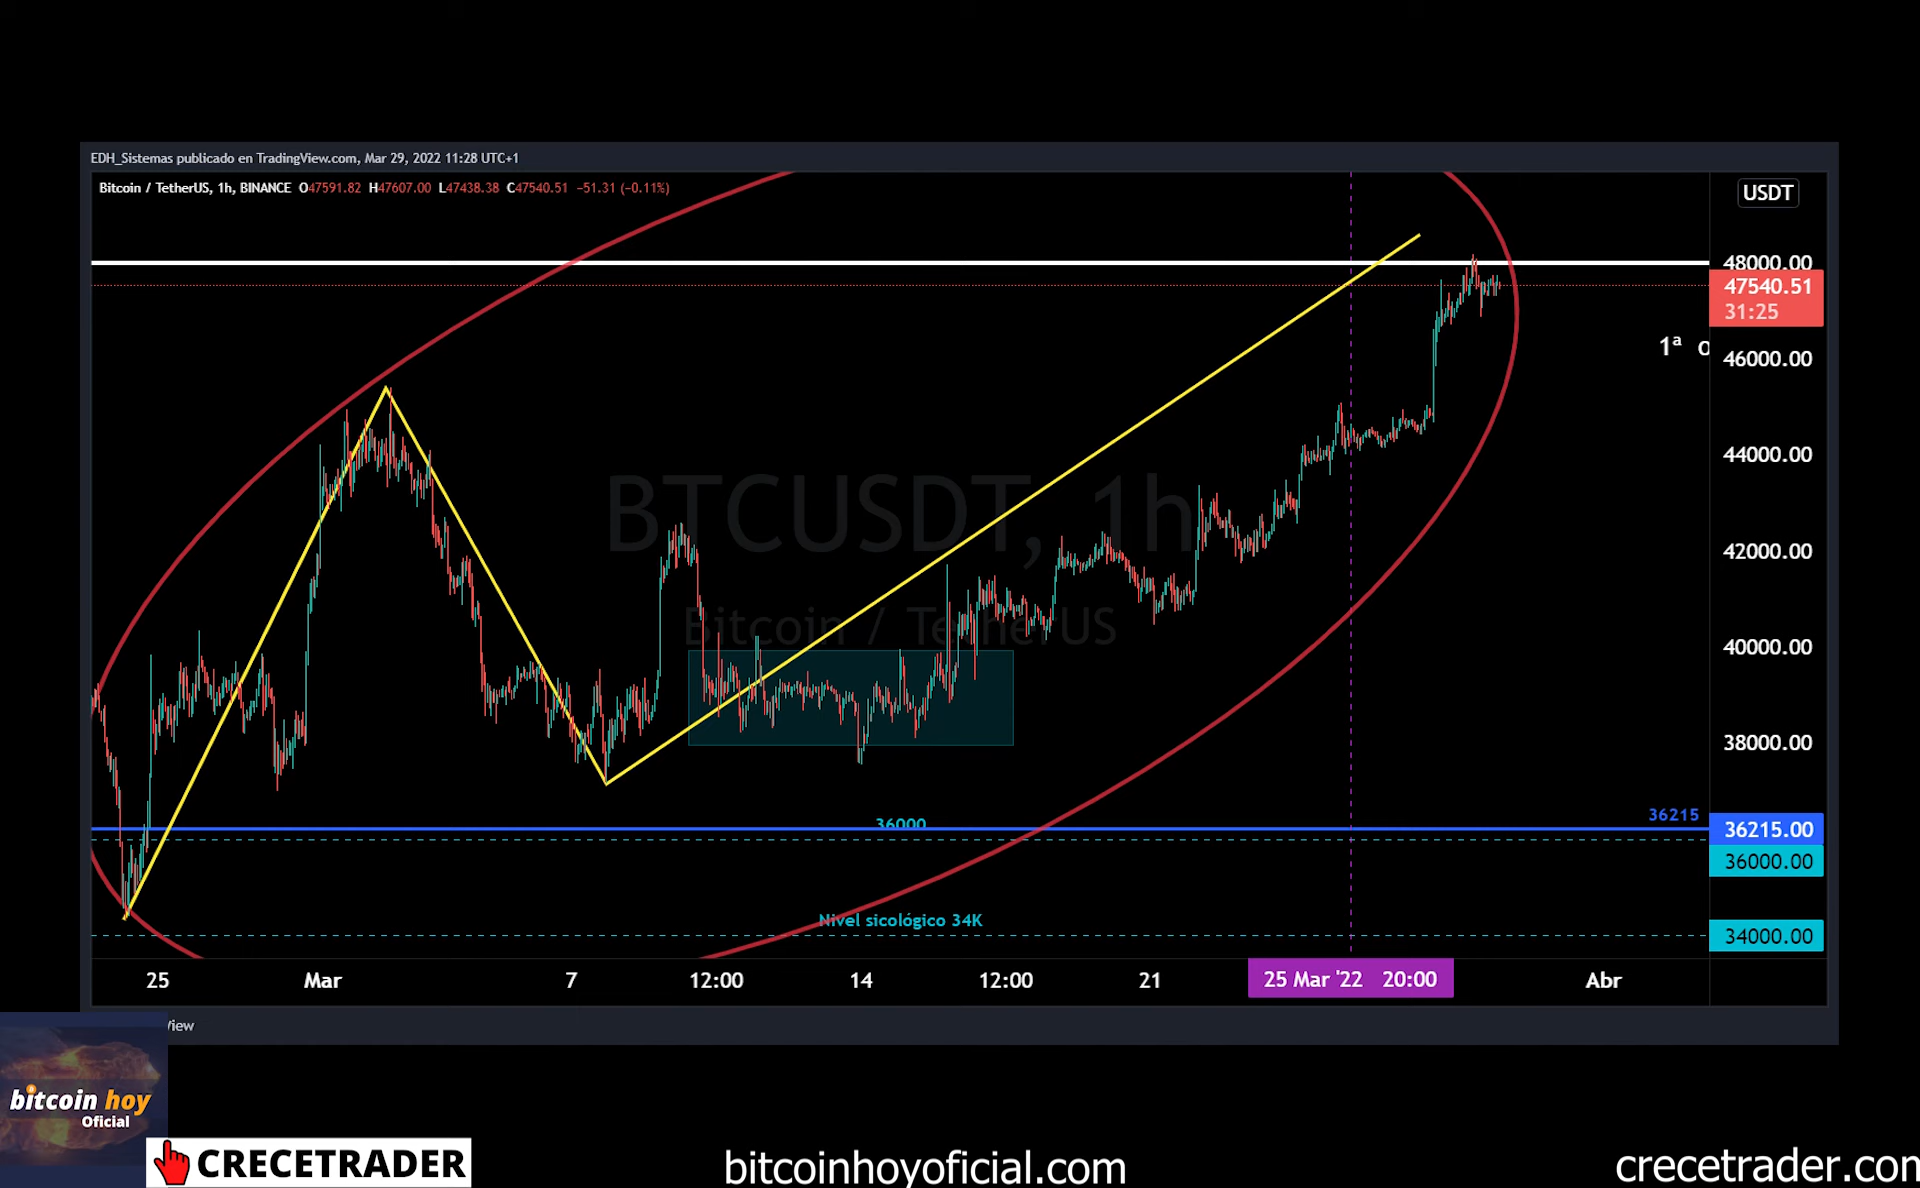 EDH_Sistemas publicado en TradingView.com, Mar 29, 2022 11:28 UTC+1
Bitcoin / TetherUS, 1h, BINANCE O47591.82 H47607.00 L47438.38 C47540.51 −51.31 (−0.11%)
USDT
48000.00
47540.51
31:25
1ª o
46000.00
44000.00
BTCUSDT, 1h
42000.00
Bitcoin / TetherUS
40000.00
38000.00
36215
36000
36215.00
36000.00
Nivel sicológico 34K
34000.00
25 Mar 7 12:00 14 12:00 21 25 Mar '22 20:00 Abr
View
bitcoin hoy
Oficial
CRECETRADER
bitcoinhoyoficial.com
crecetrader.con